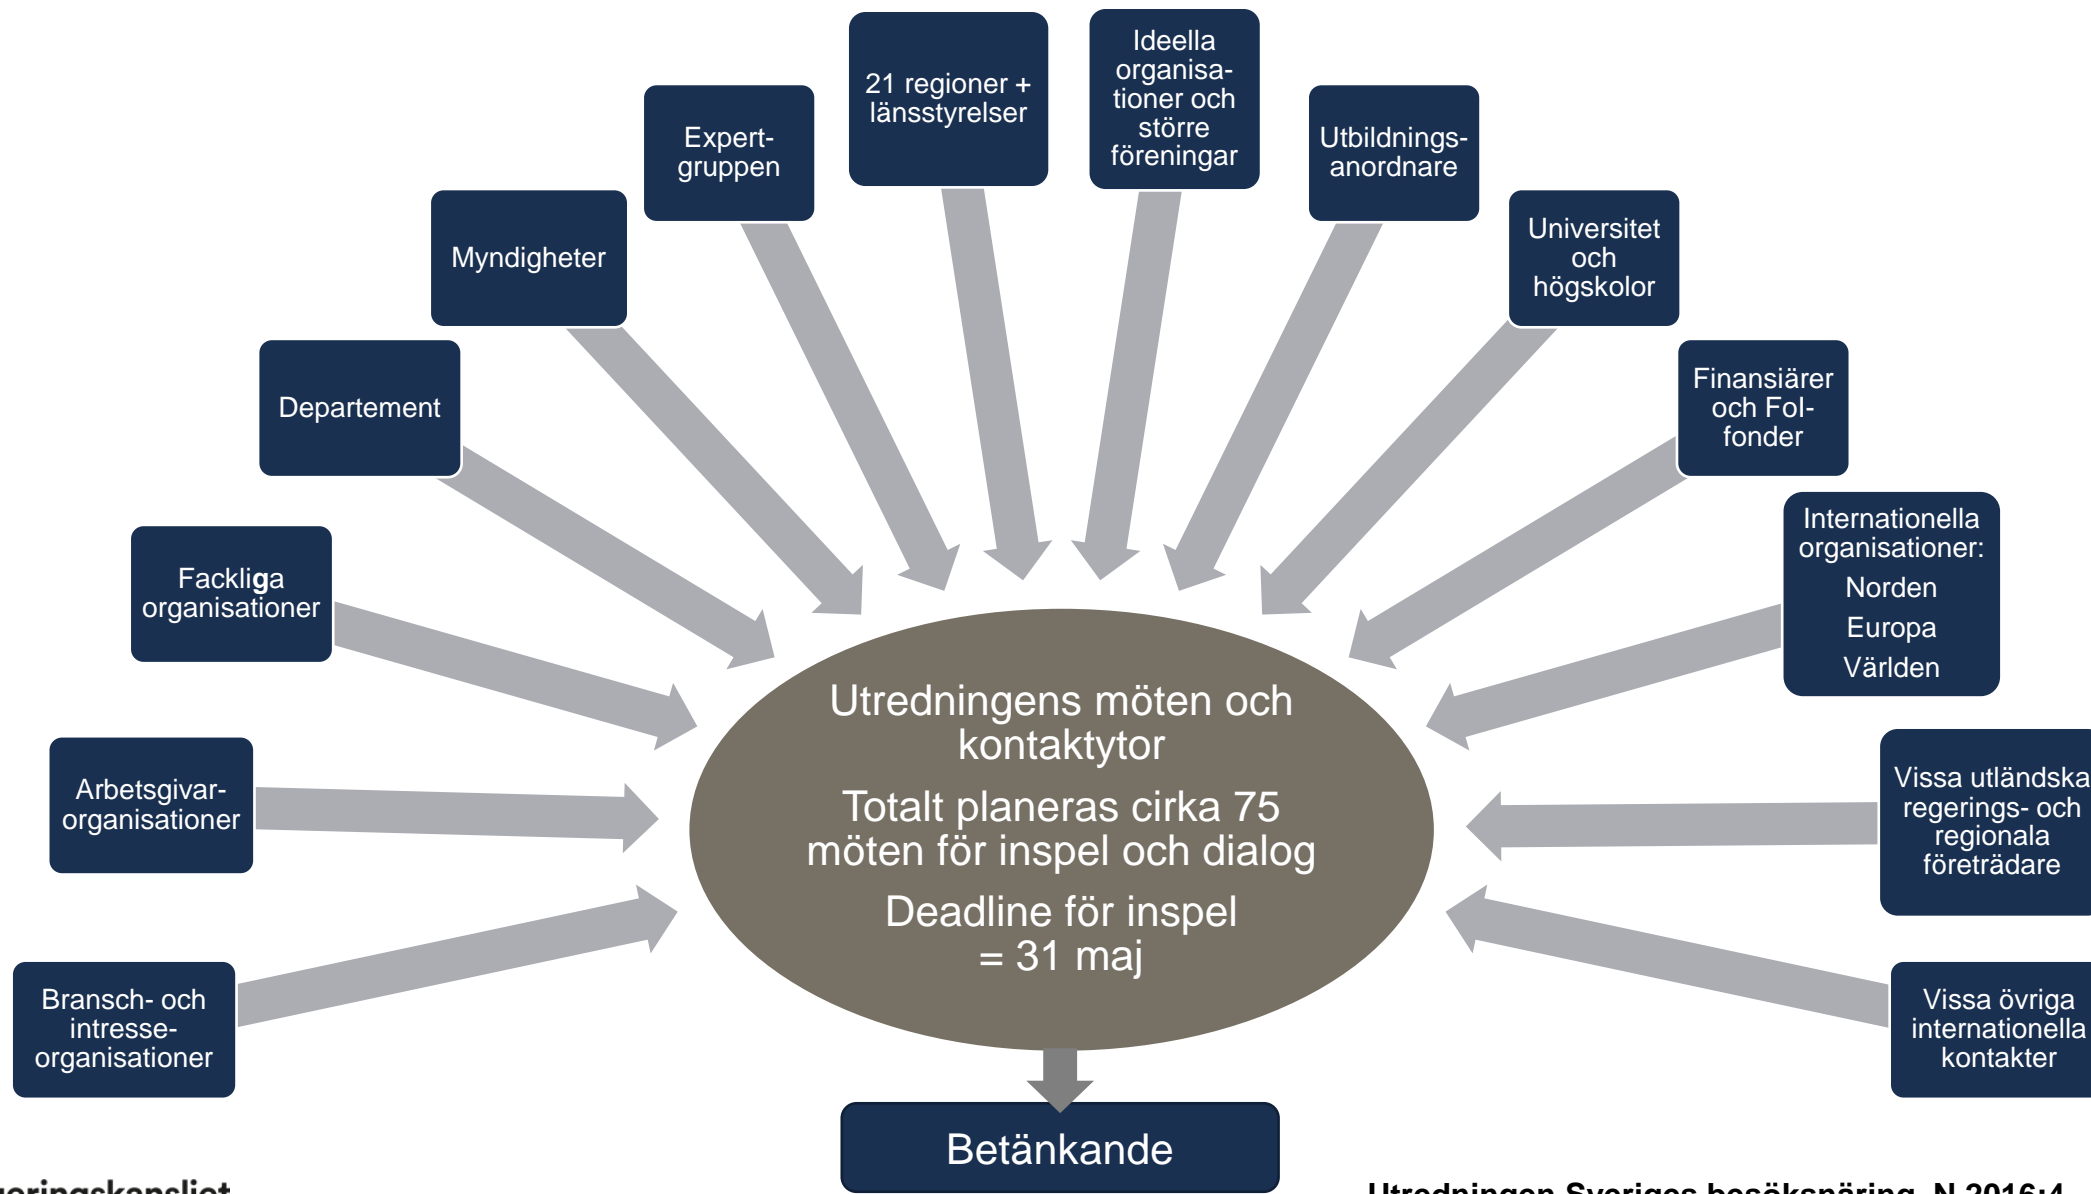 Ideella
organisa-
tioner och
större
föreningar
21 regioner +
länsstyrelser
Expert-
gruppen
Utbildnings-
anordnare
Myndigheter
Universitet
och
högskolor
Departement
Finansiärer
och FoI-
fonder
Fackliga
organisationer
Internationella
organisationer:
Norden
Europa
Världen
Arbetsgivar-
organisationer
Vissa utländska
regerings- och
regionala
företrädare
Bransch- och
intresse-
organisationer
Vissa övriga
internationella
kontakter
Utredningens möten och
kontaktytor
Totalt planeras cirka 75
möten för inspel och dialog
Deadline för inspel
= 31 maj
Betänkande
Utredningen Sveriges besöksnäring, N 2016:4